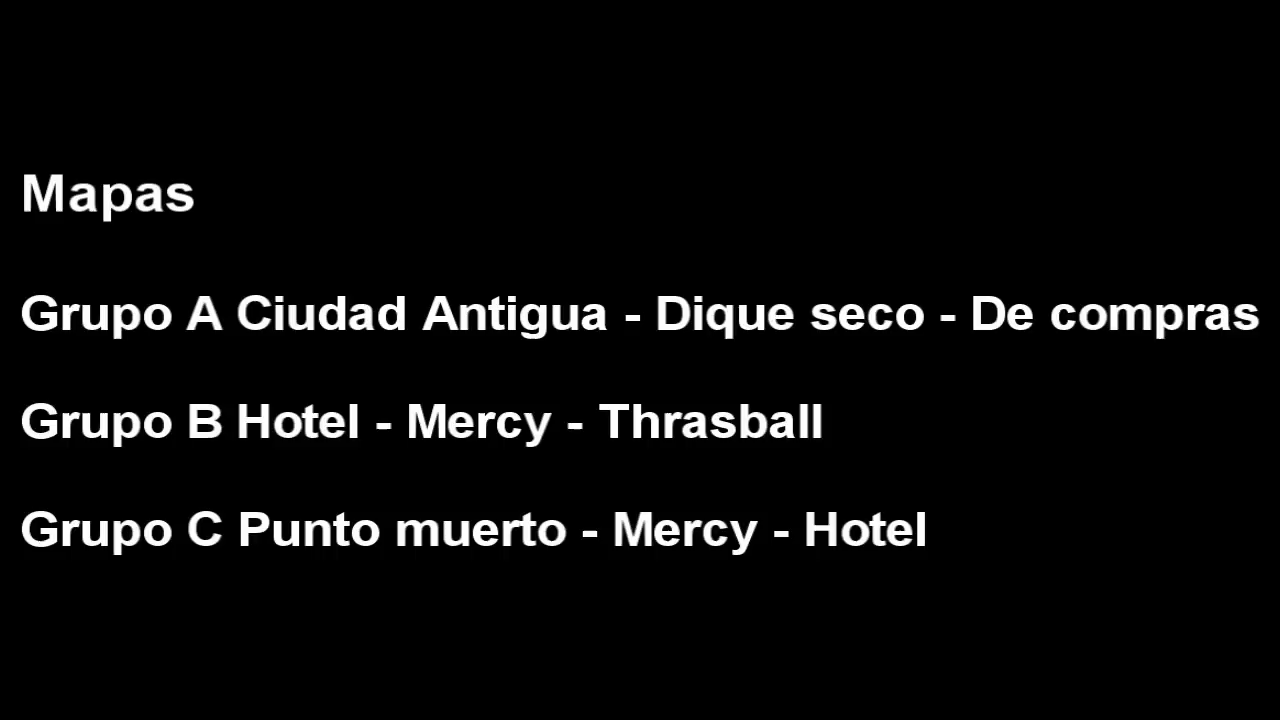 Mapas
Grupo A Ciudad Antigua - Dique seco - De compras
Grupo B Hotel - Mercy - Thrasball
Grupo C Punto muerto - Mercy - Hotel